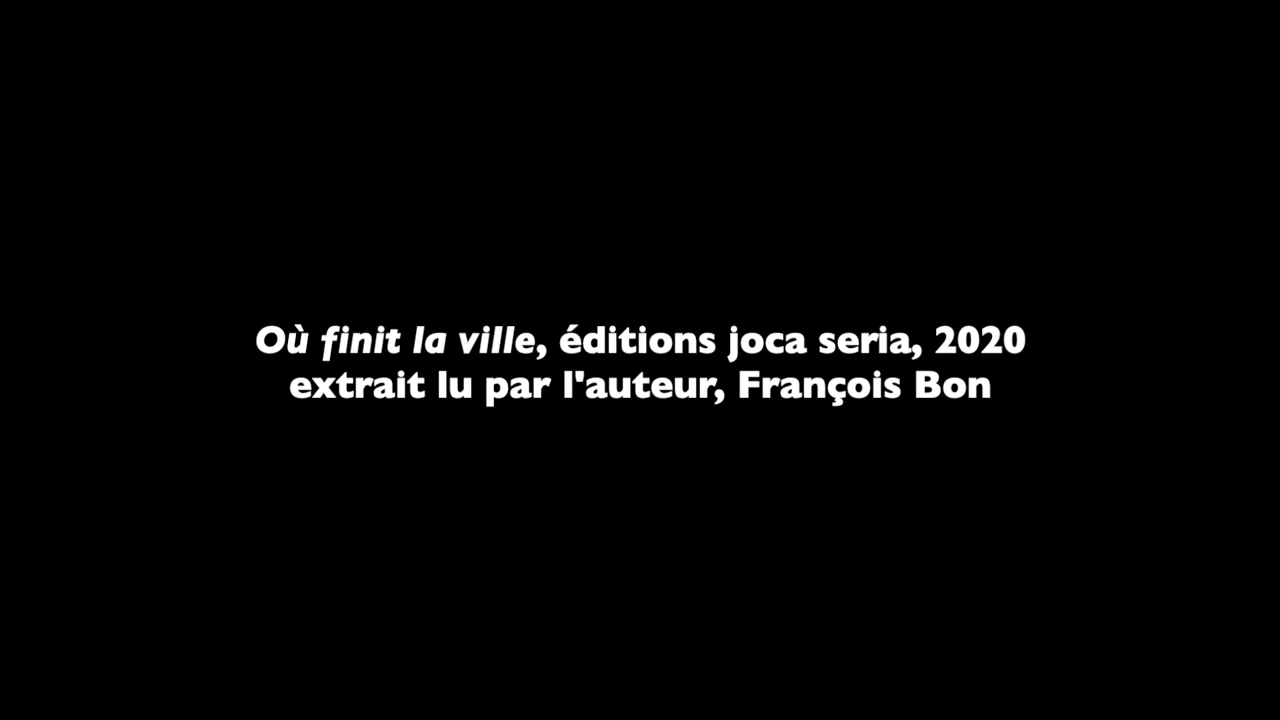 Où finit la ville, éditions joca seria, 2020
extrait lu par l'auteur, François Bon